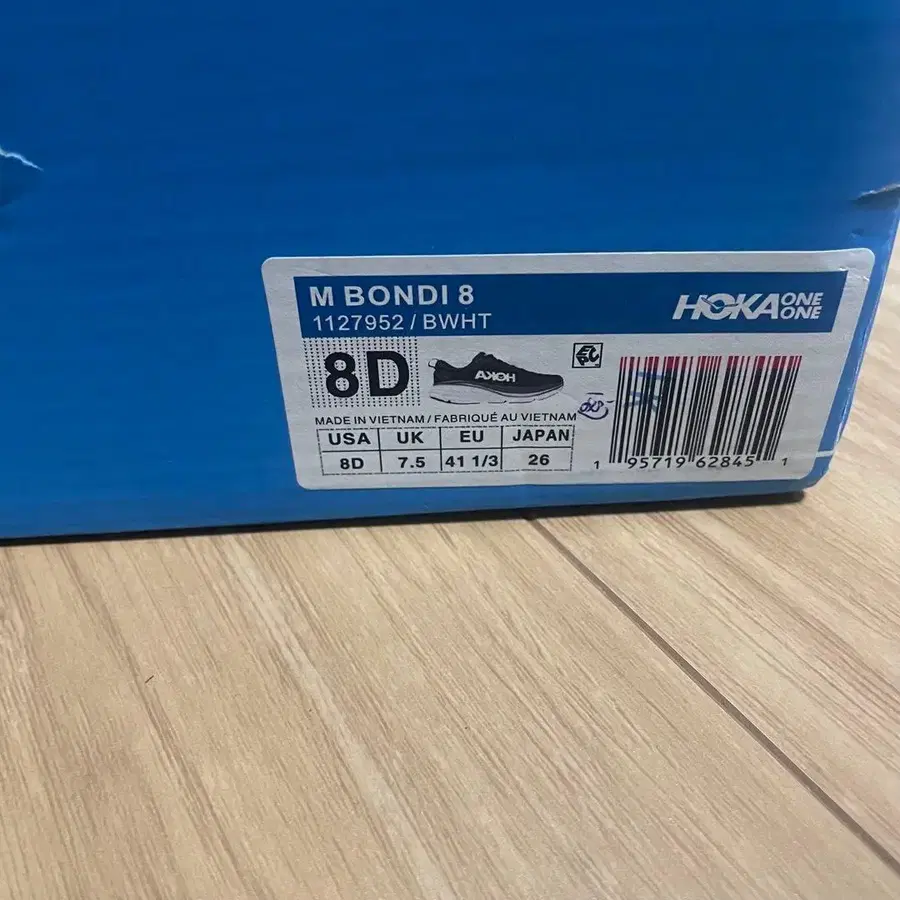 M BONDI 8
1127952 / BWHT
HOKA ONE ONE
8D
HOKA
EPC
MADE IN VIETNAM / FABRIQUÉ AU VIETNAM
USA UK EU JAPAN
8D 7.5 41 1/3 26
1 95719 62845 1